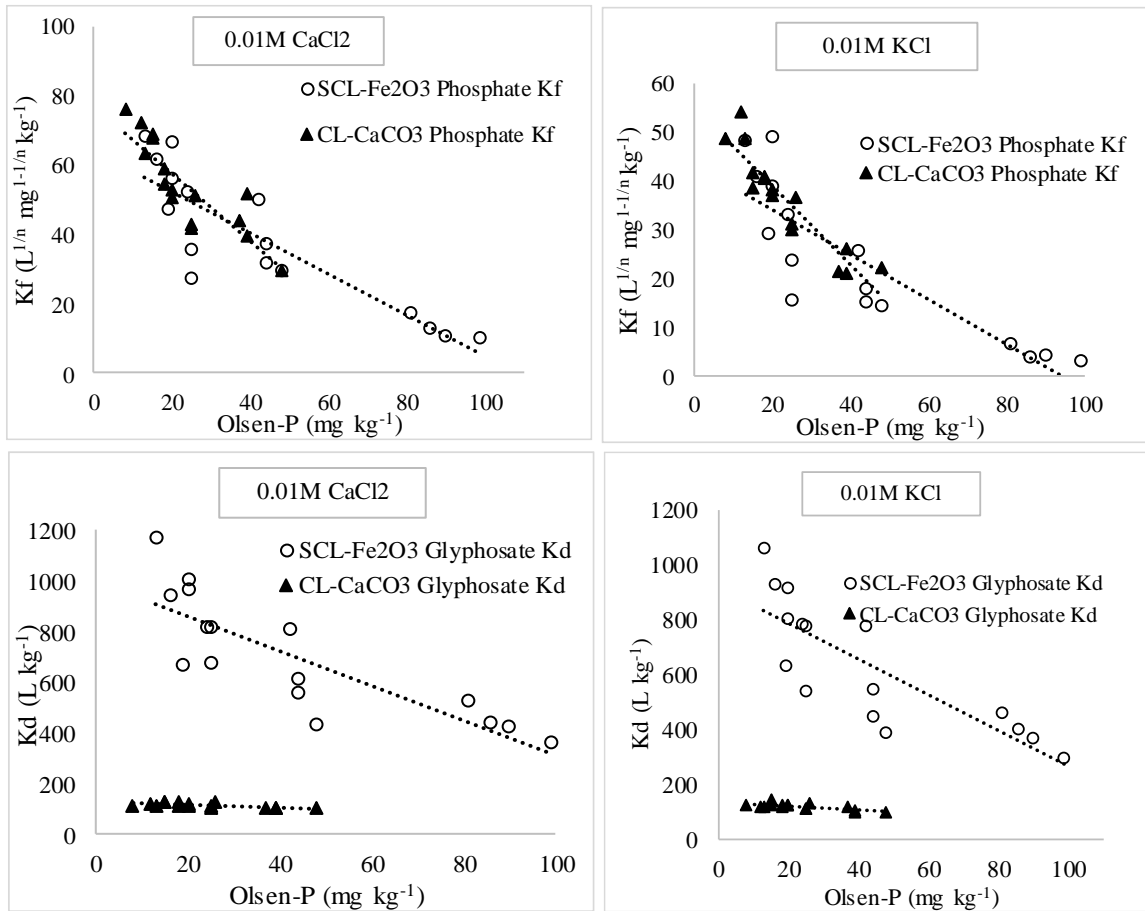 0.01M CaCl2
Kf (L^1/n mg^1-1/n kg^-1)
100
80
60
40
20
0
SCL-Fe2O3 Phosphate Kf
CL-CaCO3 Phosphate Kf
0 20 40 60 80 100
Olsen-P (mg kg^-1)
0.01M KCl
Kf (L^1/n mg^1-1/n kg^-1)
60
50
40
30
20
10
0
SCL-Fe2O3 Phosphate Kf
CL-CaCO3 Phosphate Kf
0 20 40 60 80 100
Olsen-P (mg kg^-1)
0.01M CaCl2
Kd (L kg^-1)
1200
1000
800
600
400
200
0
SCL-Fe2O3 Glyphosate Kd
CL-CaCO3 Glyphosate Kd
0 20 40 60 80 100
Olsen-P (mg kg^-1)
0.01M KCl
Kd (L kg^-1)
1200
1000
800
600
400
200
0
SCL-Fe2O3 Glyphosate Kd
CL-CaCO3 Glyphosate Kd
0 20 40 60 80 100
Olsen-P (mg kg^-1)